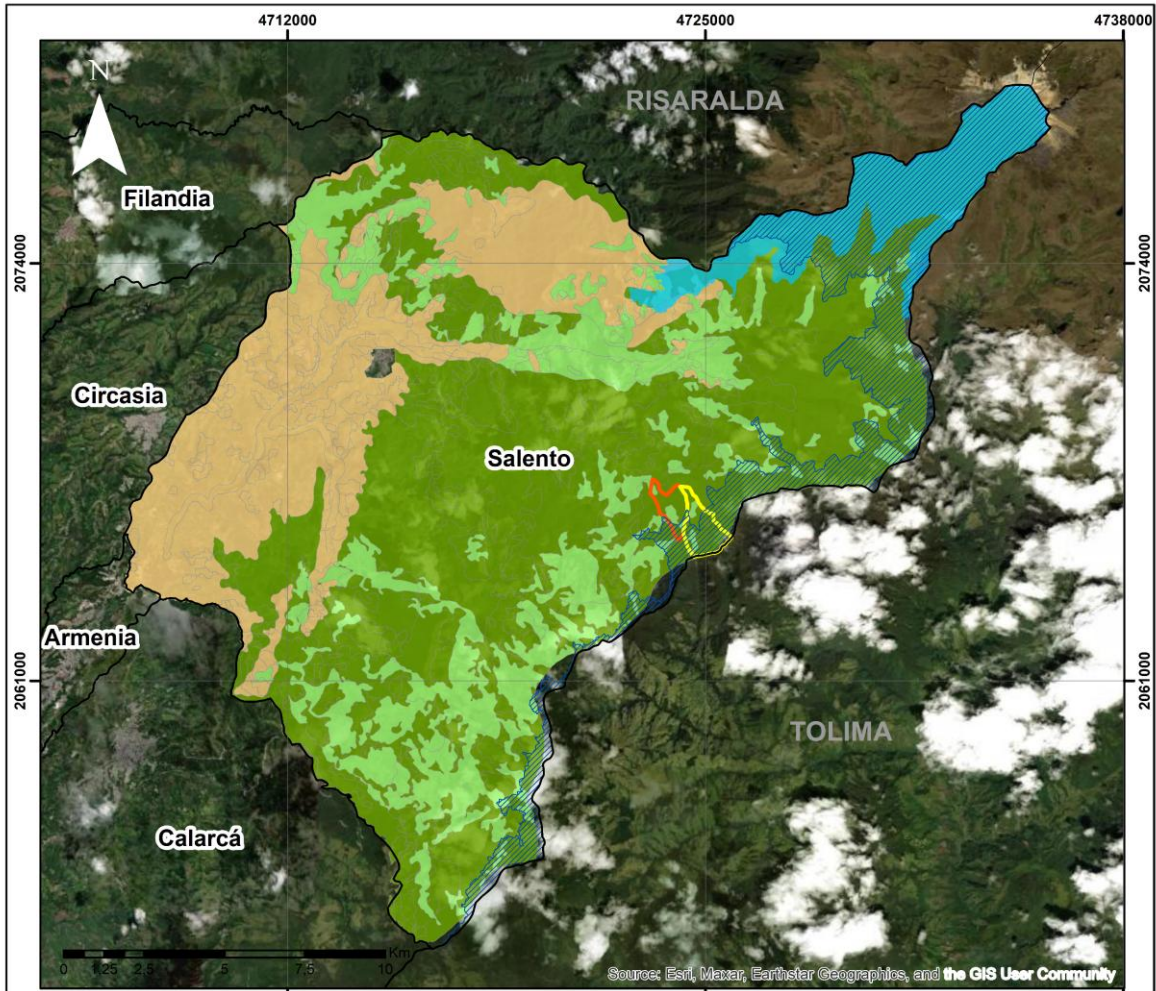 4712000 4725000 4738000
N
RISARALDA
Filandia
2074000 2074000
Circasia
Salento
Armenia
2061000 2061000
TOLIMA
Calarcá
Km
0 1.25 2.5 5 7.5 10
Source: Esri, Maxar, Earthstar Geographics, and the GIS User Community